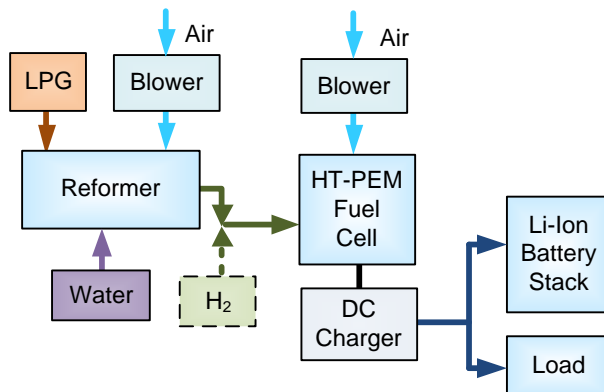 Air
Air
LPG
Blower
Blower
Reformer
HT-PEM
Fuel
Cell
Li-Ion
Battery
Stack
Water
H₂
DC
Charger
Load